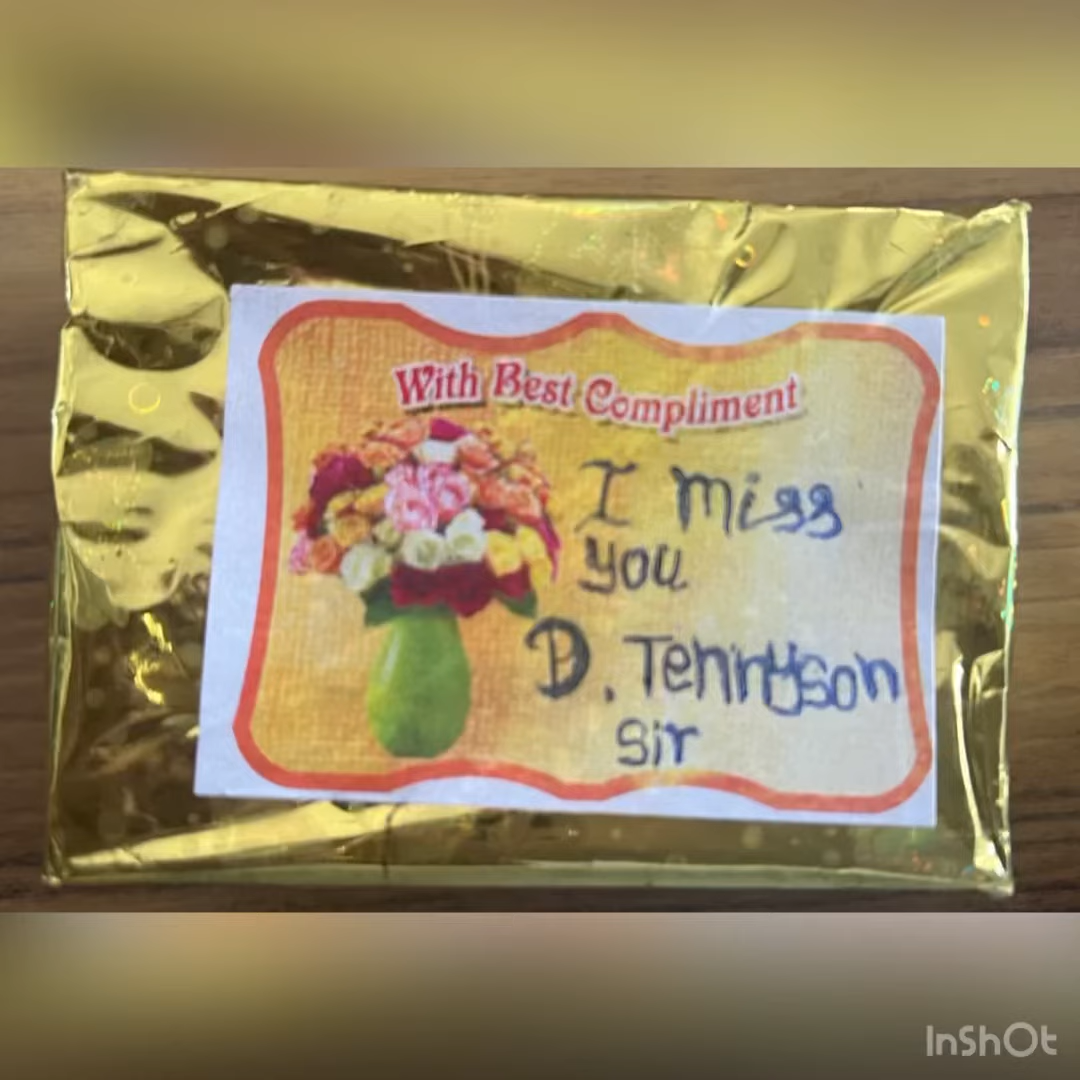 With Best Compliment
I Miss
you
D. Tennyson
Sir
InShOt